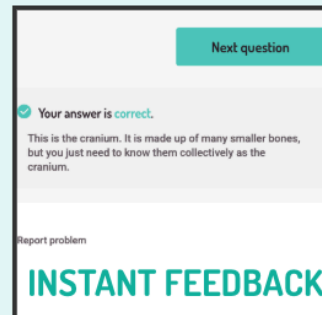 Next question
Your answer is correct.
This is the cranium. It is made up of many smaller bones,
but you just need to know them collectively as the
cranium.
Report problem
INSTANT FEEDBACK